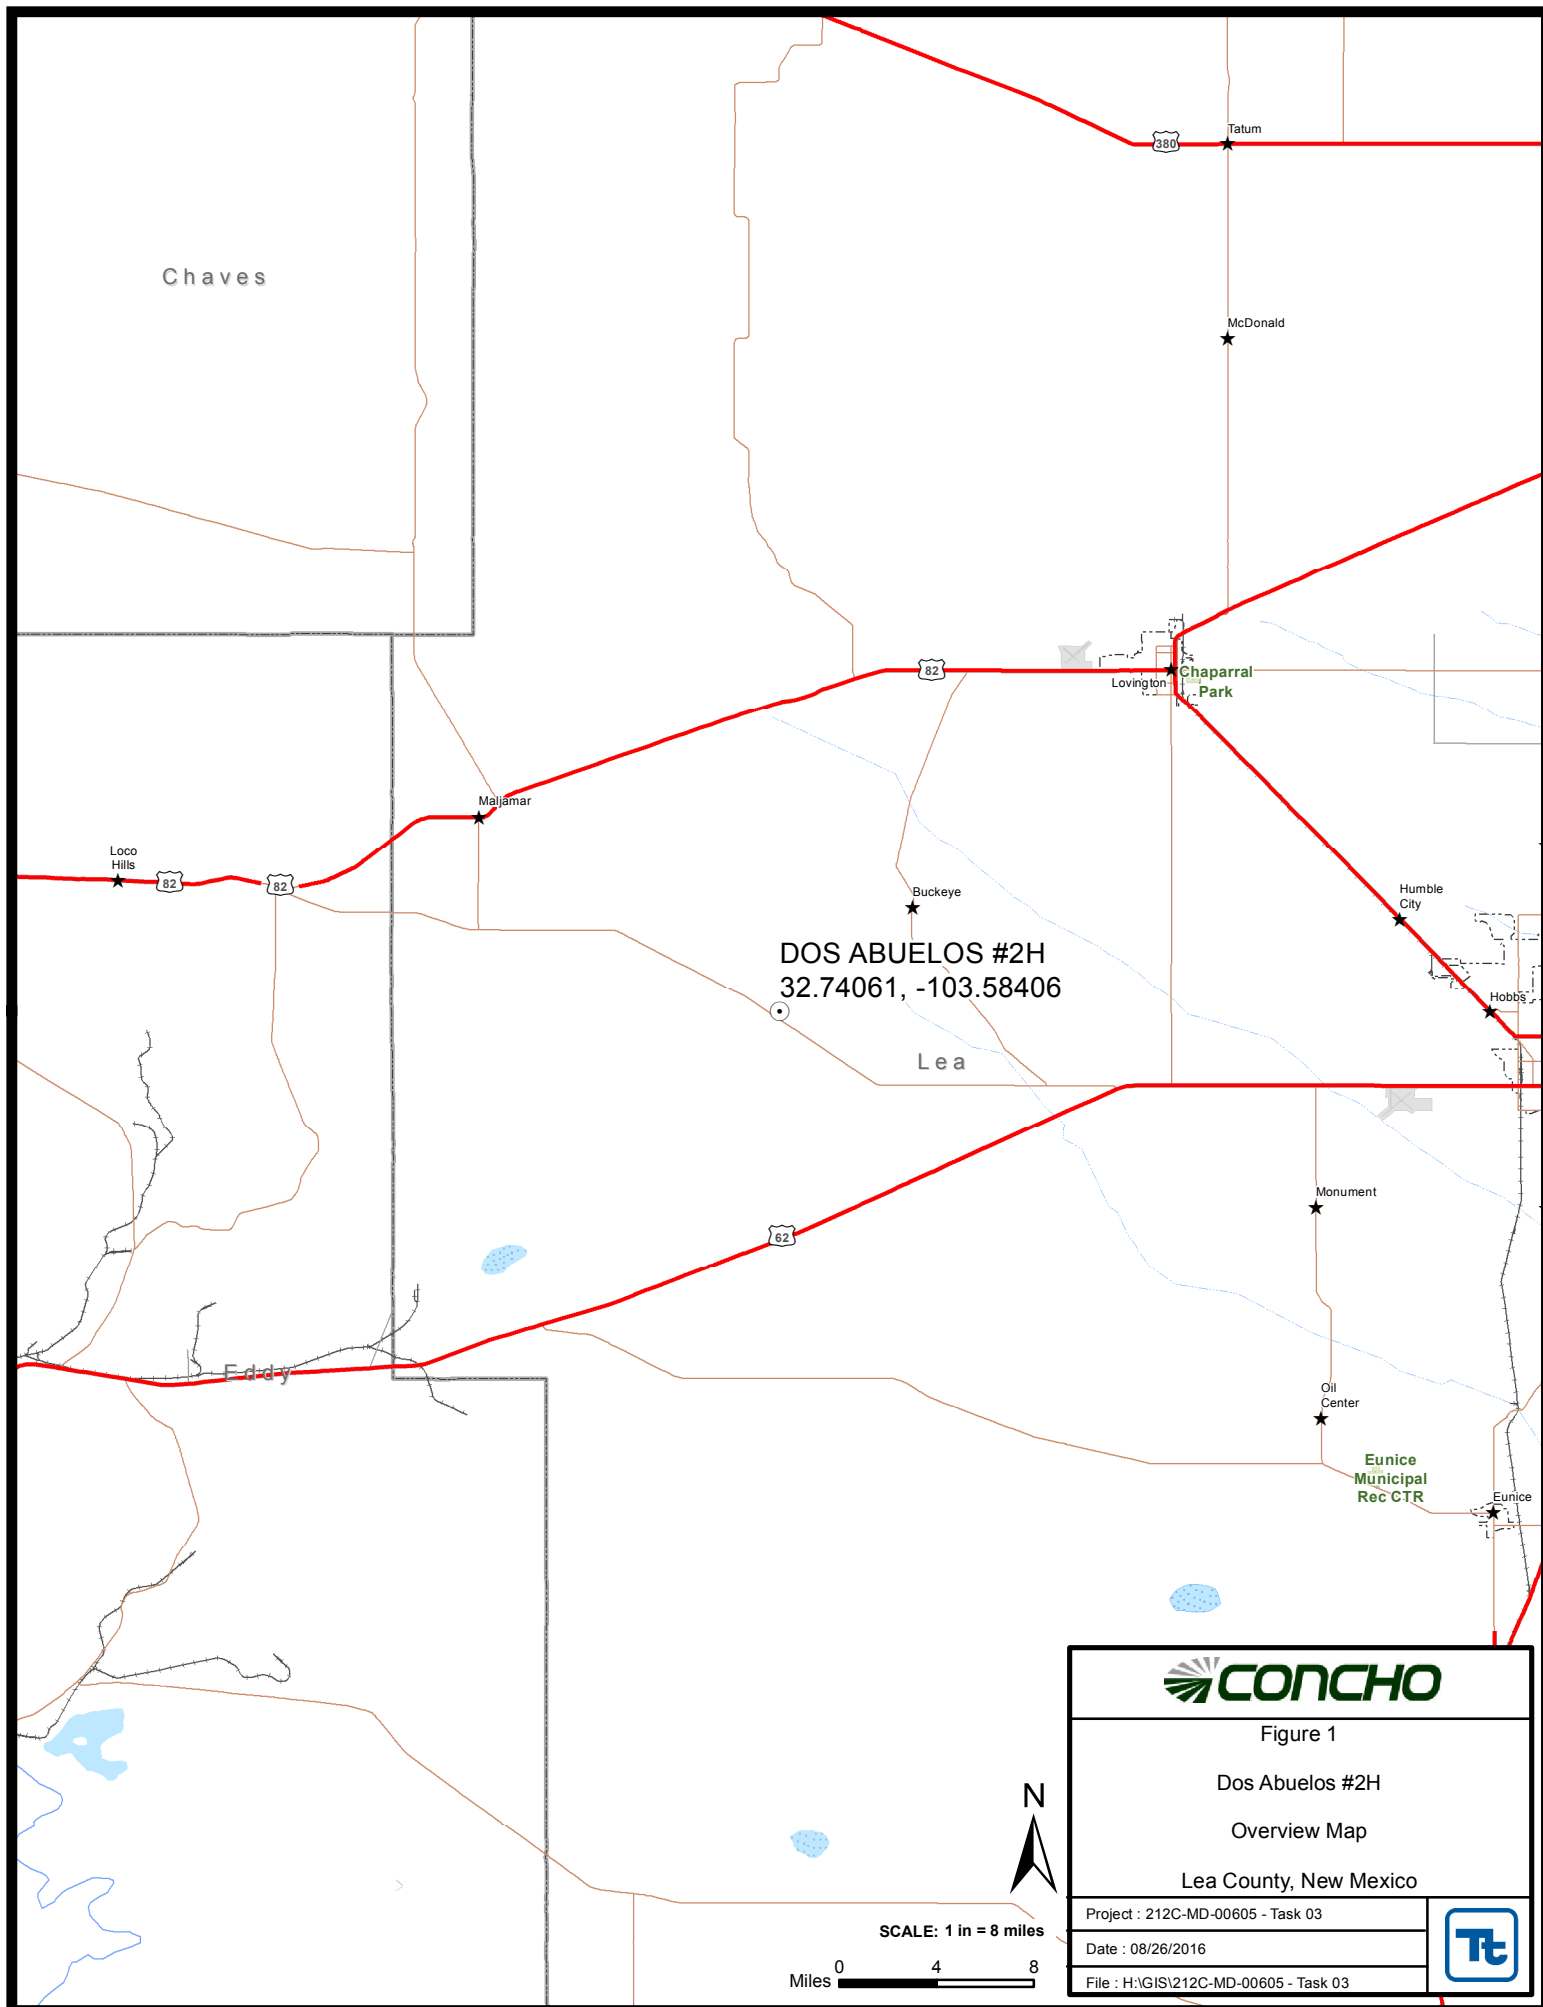 380
Tatum
Chaves
McDonald
82
Lovington
Chaparral
Park
Maljamar
Loco
Hills
82
82
Buckeye
Humble
City
DOS ABUELOS #2H
32.74061, -103.58406
Hobbs
Lea
Monument
62
Eddy
Oil
Center
Eunice
Municipal
Rec CTR
Eunice
CONCHO
Figure 1
Dos Abuelos #2H
Overview Map
Lea County, New Mexico
N
SCALE: 1 in = 8 miles
0 4 8
Miles
Project : 212C-MD-00605 - Task 03
Date : 08/26/2016
File : H:\GIS\212C-MD-00605 - Task 03
Tt